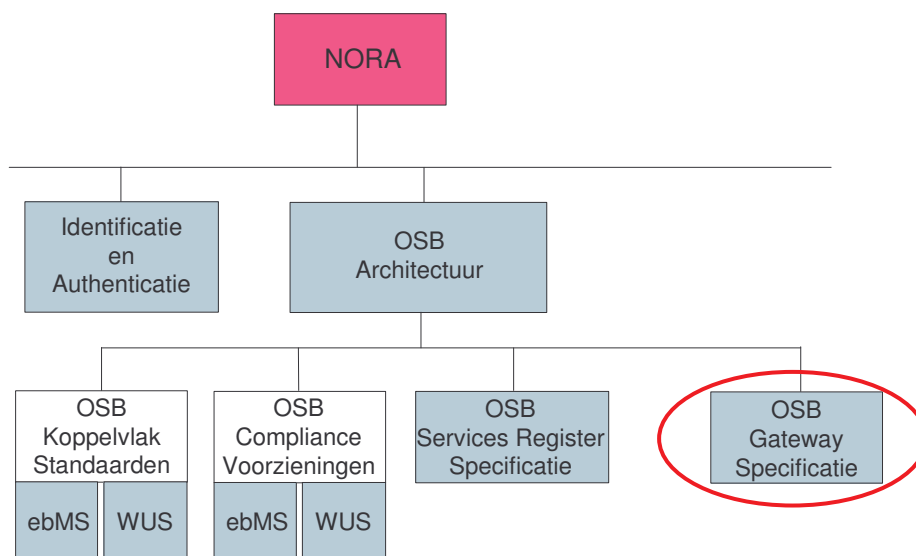 NORA
Identificatie
en
Authenticatie
OSB
Architectuur
OSB
Koppelvlak
Standaarden
ebMS
WUS
OSB
Compliance
Voorzieningen
ebMS
WUS
OSB
Services Register
Specificatie
OSB
Gateway
Specificatie